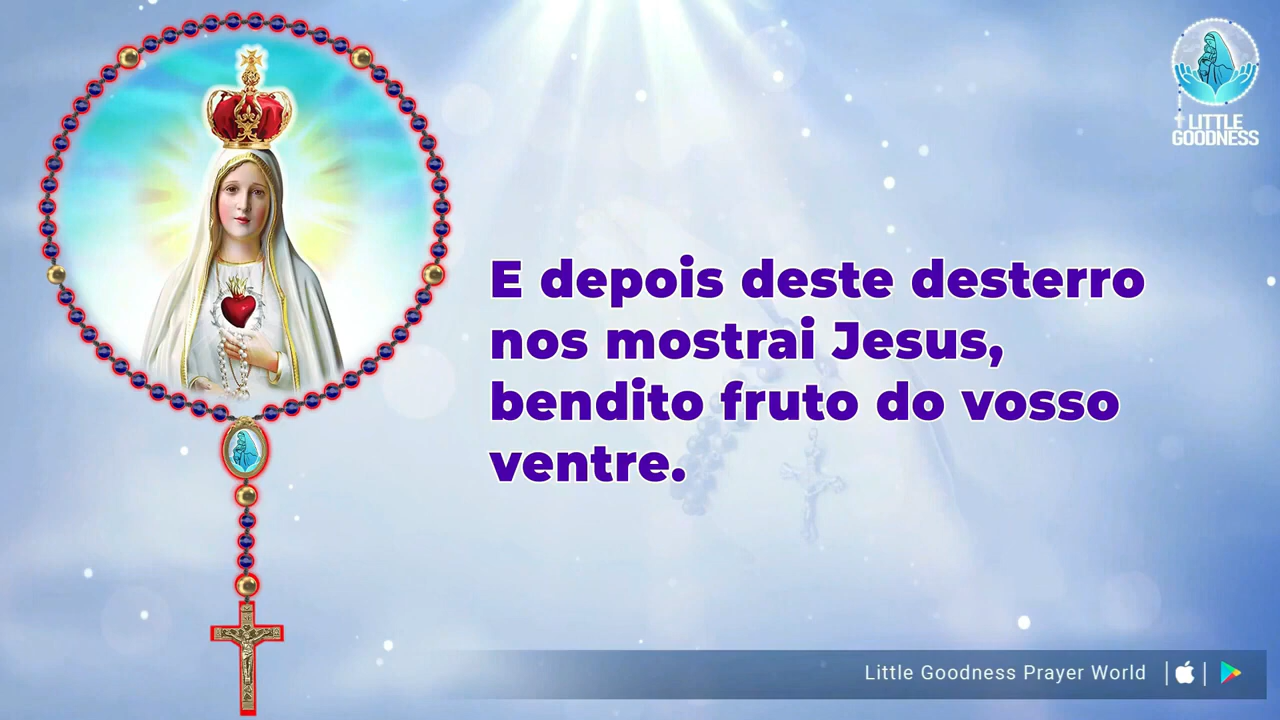 LITTLE
GOODNESS
E depois deste desterro
nos mostrai Jesus,
bendito fruto do vosso
ventre.
Little Goodness Prayer World